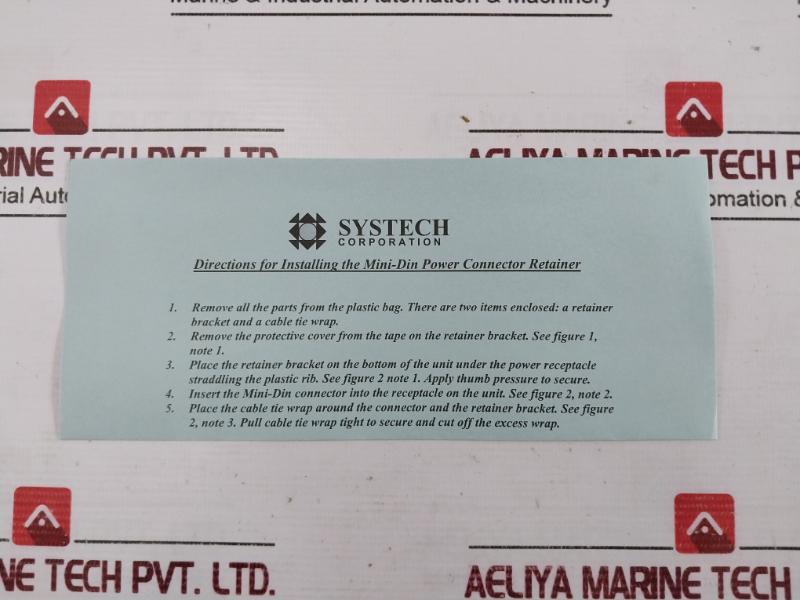 Marine & Industrial Automation & Machinery
RINE TECH PVT. LTD.
AELIYA MARINE TECH P
rial Auto
omation &
SYSTECH
CORPORATION
Directions for Installing the Mini-Din Power Connector Retainer
1. Remove all the parts from the plastic bag. There are two items enclosed: a retainer
bracket and a cable tie wrap.
2. Remove the protective cover from the tape on the retainer bracket. See figure 1,
note 1.
3. Place the retainer bracket on the bottom of the unit under the power receptacle
straddling the plastic rib. See figure 2 note 1. Apply thumb pressure to secure.
4. Insert the Mini-Din connector into the receptacle on the unit. See figure 2, note 2.
5. Place the cable tie wrap around the connector and the retainer bracket. See figure
2, note 3. Pull cable tie wrap tight to secure and cut off the excess wrap.
NE TECH PVT. LTD.
AELIYA MARINE TECH